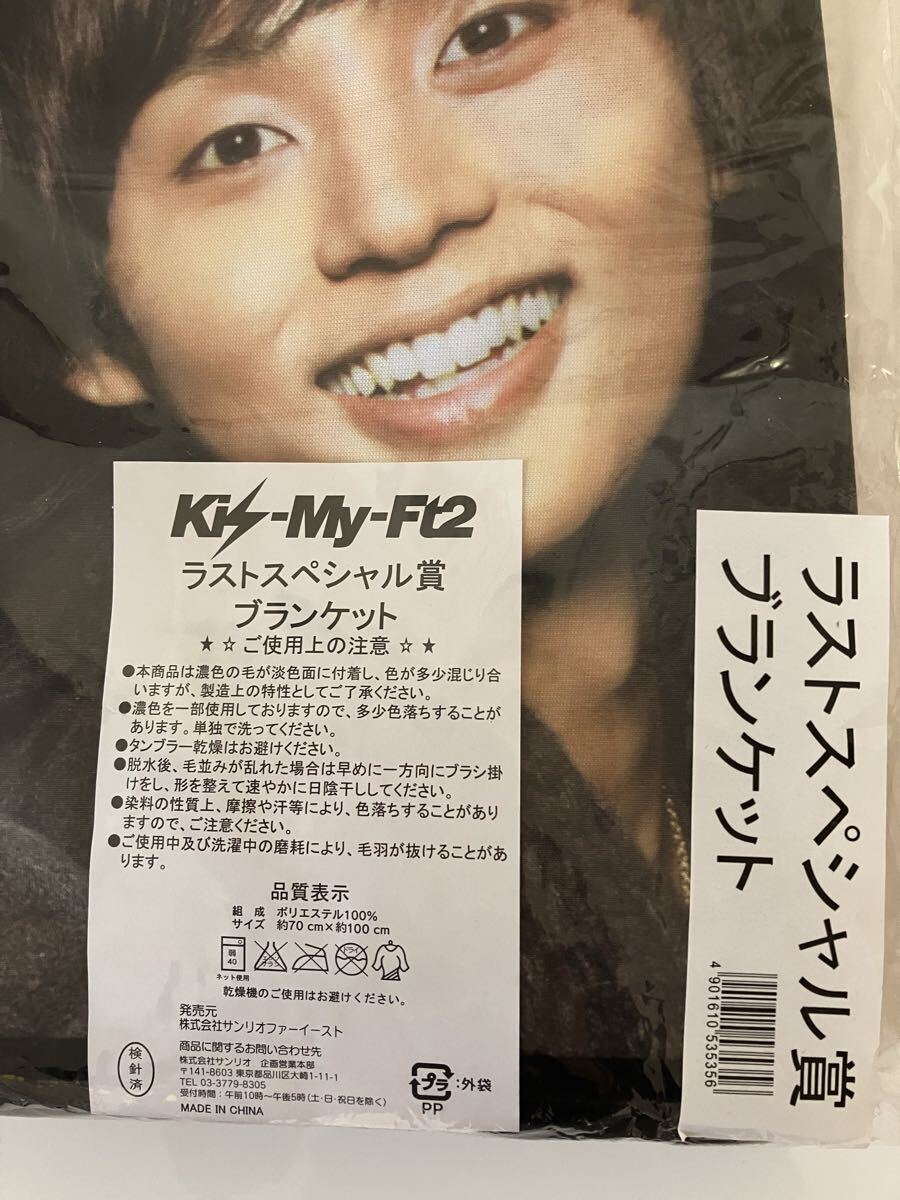 Kis-My-Ft2
ラストスペシャル賞
ブランケット
★☆ご使用上の注意☆★
●本商品は濃色の毛が淡色面に付着し、色が多少混じり合
いますが、製造上の特性としてご了承ください。
●濃色を一部使用しておりますので、多少色落ちすることが
あります。単独で洗ってください。
●タンブラー乾燥はお避けください。
●脱水後、毛並みが乱れた場合は早めに一方向にブラシ掛
けをし、形を整えて速やかに日陰干ししてください。
●染料の性質上、摩擦や汗等により、色落ちすることがあり
ますので、ご注意ください。
●ご使用中及び洗濯中の磨耗により、毛羽が抜けることがあ
ります。
品質表示
組 成 ポリエステル100%
サイズ 約70 cm×約100 cm
弱
40
エンソサラシ
ドライ
ネット使用
乾燥機のご使用はお避けください。
発売元
株式会社サンリオファーイースト
商品に関するお問い合わせ先
株式会社サンリオ 企画営業本部
〒141-8603 東京都品川区大崎1-11-1
TEL 03-3779-8305
受付時間：午前10時～午後5時(土・日・祝日を除く)
MADE IN CHINA
検
針
済
プラ
：外袋
PP
ラストスペシャル賞
ブランケット
4 901610 535356